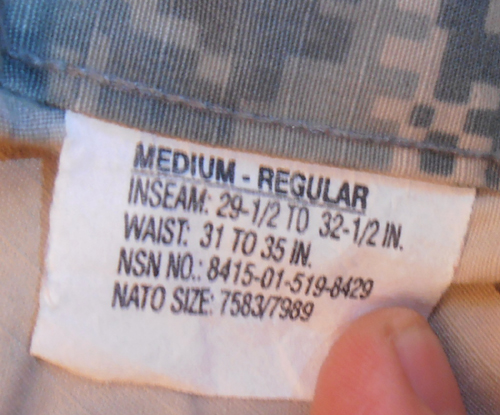 MEDIUM - REGULAR
INSEAM: 29-1/2 TO 32-1/2 IN.
WAIST: 31 TO 35 IN.
NSN NO.: 8415-01-519-8429
NATO SIZE: 7583/7989